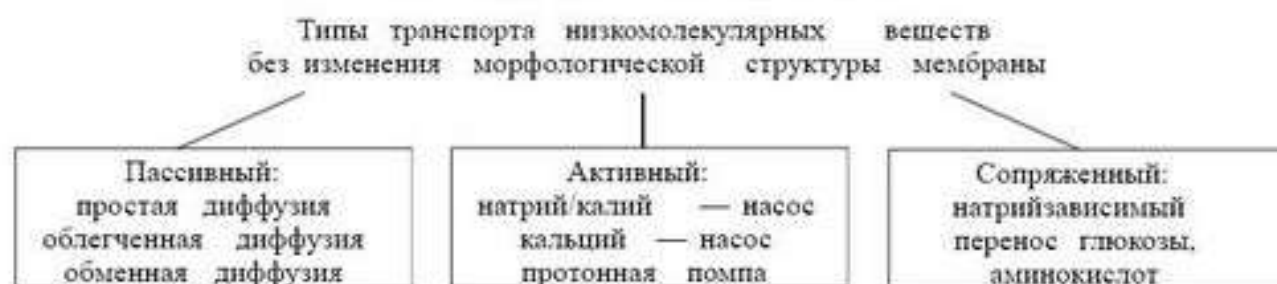 Типы транспорта низкомолекулярных веществ
без изменения морфологической структуры мембраны
Пассивный:
простая диффузия
облегченная диффузия
обменная диффузия
Активный:
натрий/калий — насос
кальций — насос
протонная помпа
Сопряженный:
натрийзависимый
перенос глюкозы,
аминокислот